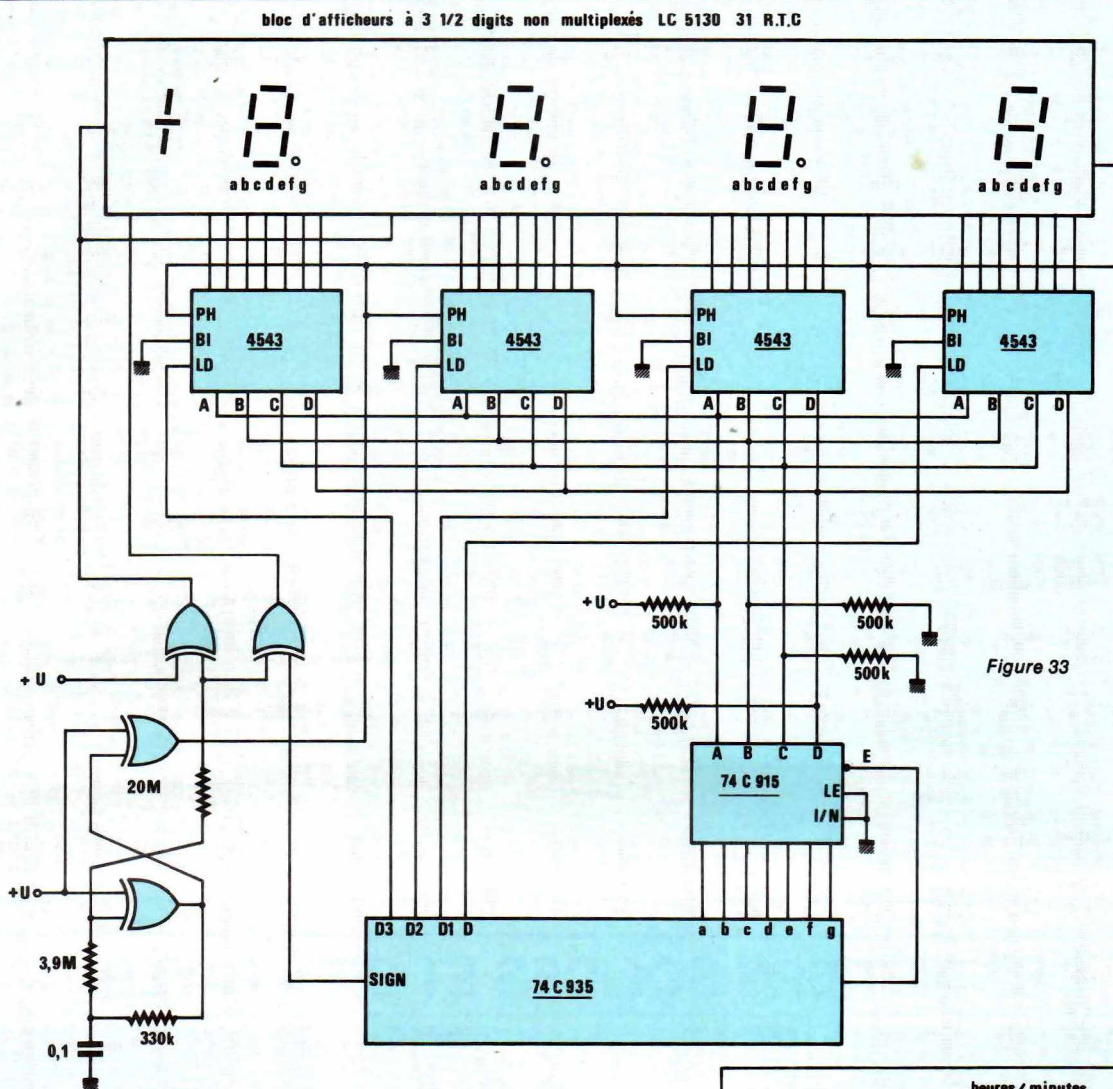 bloc d'afficheurs à 3 1/2 digits non multiplexés LC 5130 31 R.T.C
abcdefg abcdefg abcdefg abcdefg
PH PH PH PH
BI 4543 BI 4543 BI 4543 BI 4543
LD LD LD LD
A B C D A B C D A B C D A B C D
+U 500k 500k
500k
Figure 33
+U 500k
+U
20M
A B C D E
74 C 915
LE
I/N
+U
a b c d e f g
D3 D2 D1 D
SIGN
74 C 935
3,9M
330k
0,1
heures/minutes